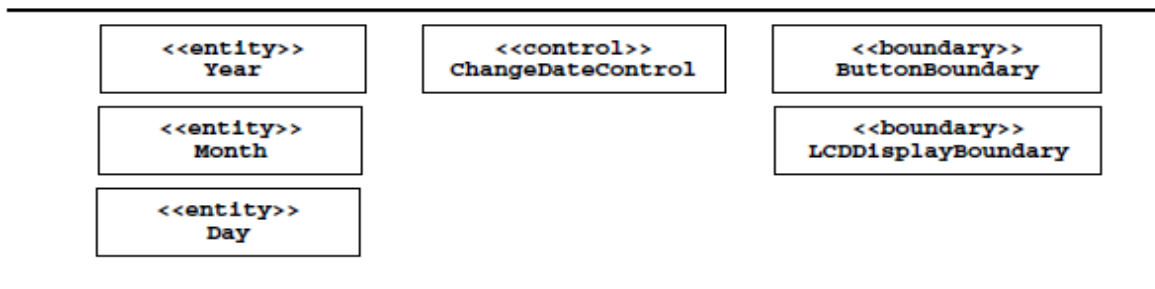 <<entity>>
Year
<<control>>
ChangeDateControl
<<boundary>>
ButtonBoundary
<<entity>>
Month
<<boundary>>
LCDDisplayBoundary
<<entity>>
Day